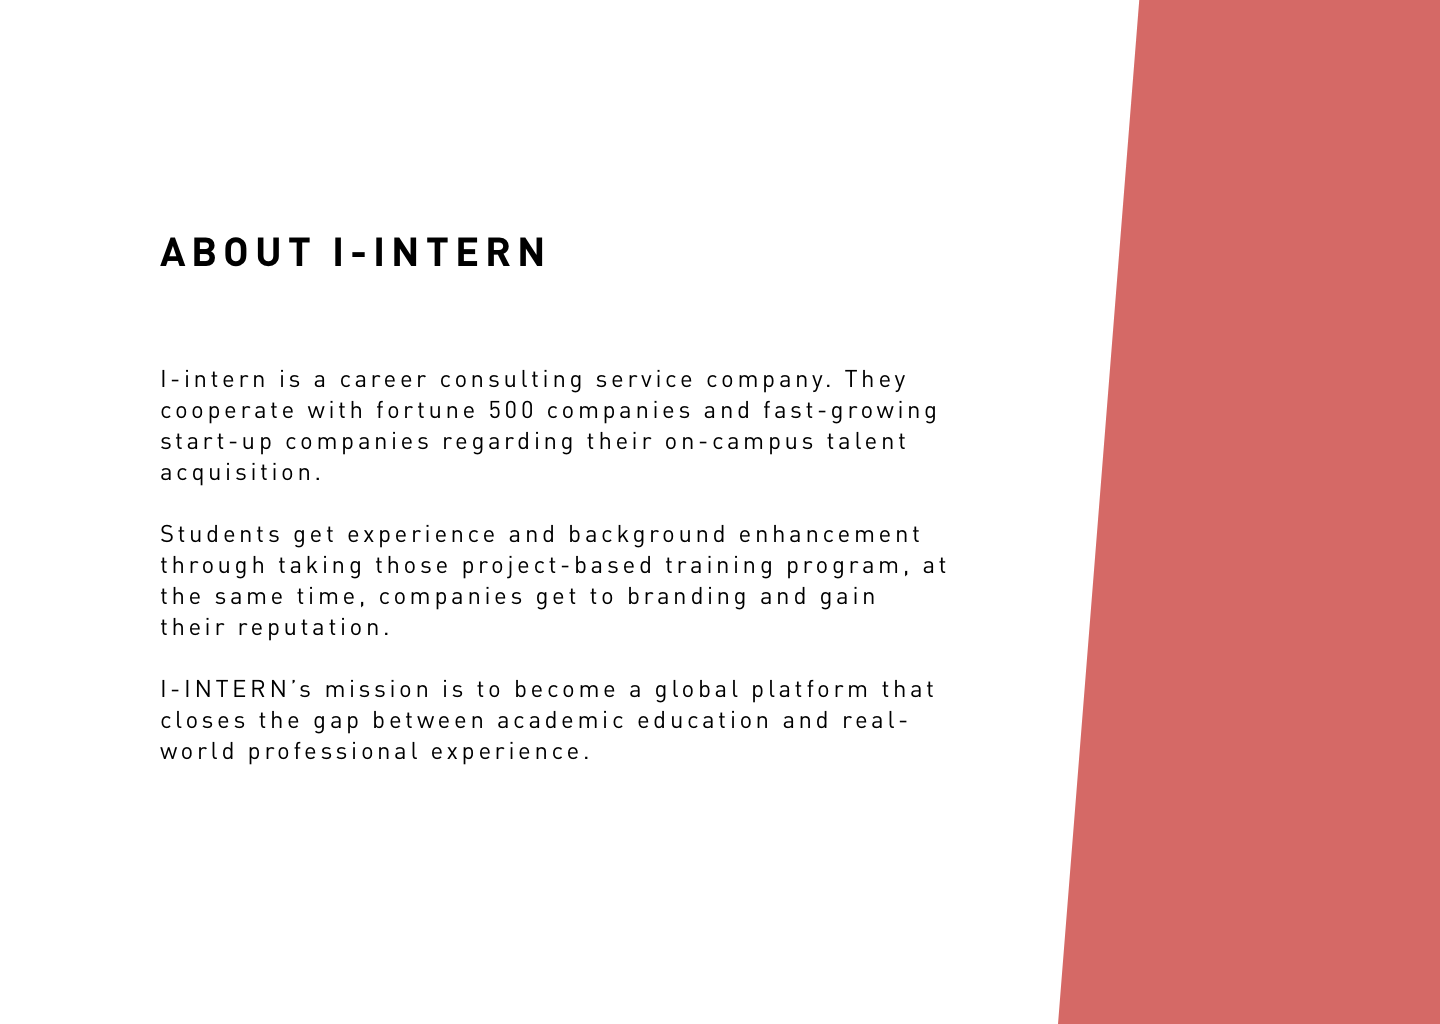 ABOUT I-INTERN
I-intern is a career consulting service company. They
cooperate with fortune 500 companies and fast-growing
start-up companies regarding their on-campus talent
acquisition.
Students get experience and background enhancement
through taking those project-based training program, at
the same time, companies get to branding and gain
their reputation.
I-INTERN’s mission is to become a global platform that
closes the gap between academic education and real-
world professional experience.